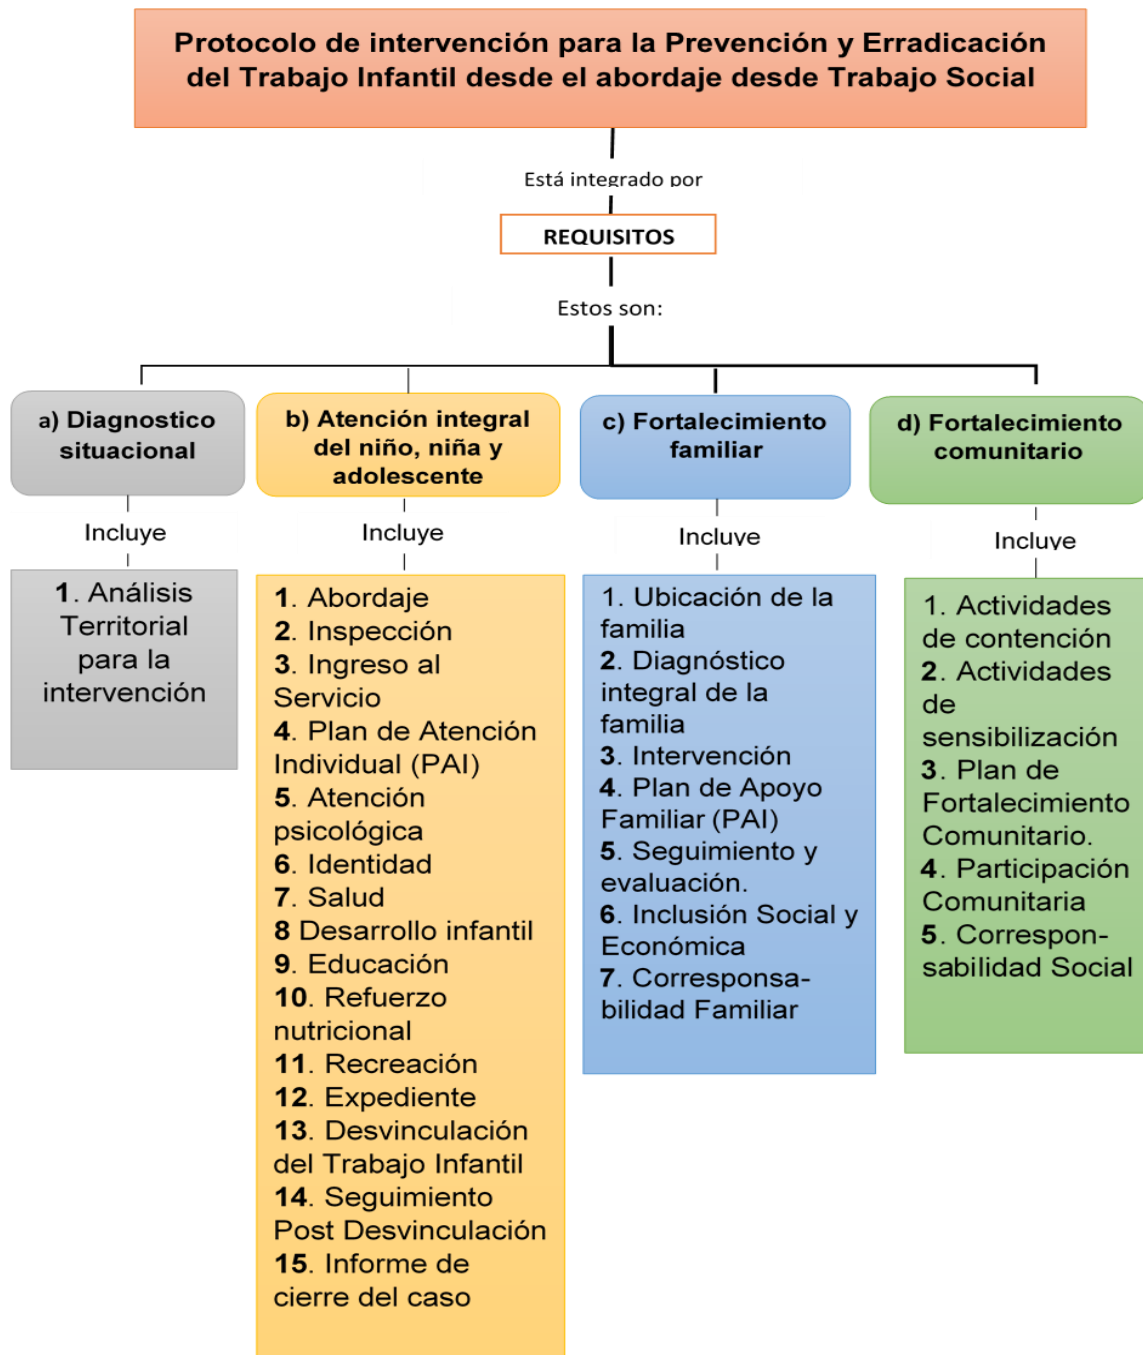 Protocolo de intervención para la Prevención y Erradicación
del Trabajo Infantil desde el abordaje desde Trabajo Social
Está integrado por
REQUISITOS
Estos son:
a) Diagnostico
situacional
Incluye
1. Análisis
Territorial
para la
intervención
b) Atención integral
del niño, niña y
adolescente
Incluye
1. Abordaje
2. Inspección
3. Ingreso al
Servicio
4. Plan de Atención
Individual (PAI)
5. Atención
psicológica
6. Identidad
7. Salud
8 Desarrollo infantil
9. Educación
10. Refuerzo
nutricional
11. Recreación
12. Expediente
13. Desvinculación
del Trabajo Infantil
14. Seguimiento
Post Desvinculación
15. Informe de
cierre del caso
c) Fortalecimiento
familiar
Incluye
1. Ubicación de la
familia
2. Diagnóstico
integral de la
familia
3. Intervención
4. Plan de Apoyo
Familiar (PAI)
5. Seguimiento y
evaluación.
6. Inclusión Social y
Económica
7. Corresponsa-
bilidad Familiar
d) Fortalecimiento
comunitario
Incluye
1. Actividades
de contención
2. Actividades
de
sensibilización
3. Plan de
Fortalecimiento
Comunitario.
4. Participación
Comunitaria
5. Correspon-
sabilidad Social